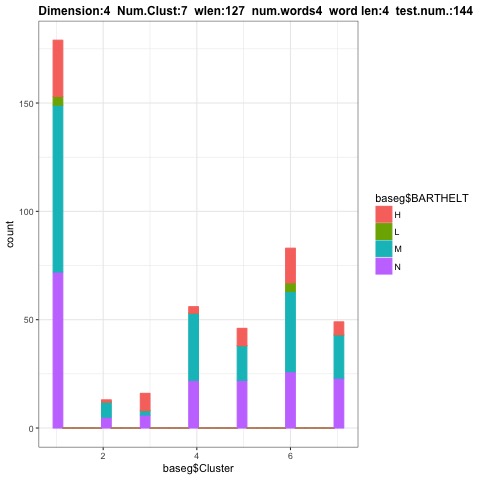 Dimension:4 Num.Clust:7 wlen:127 num.words4 word len:4 test.num.:144
150
100
50
0
count
2
4
6
baseg$Cluster
baseg$BARTHELT
H
L
M
N